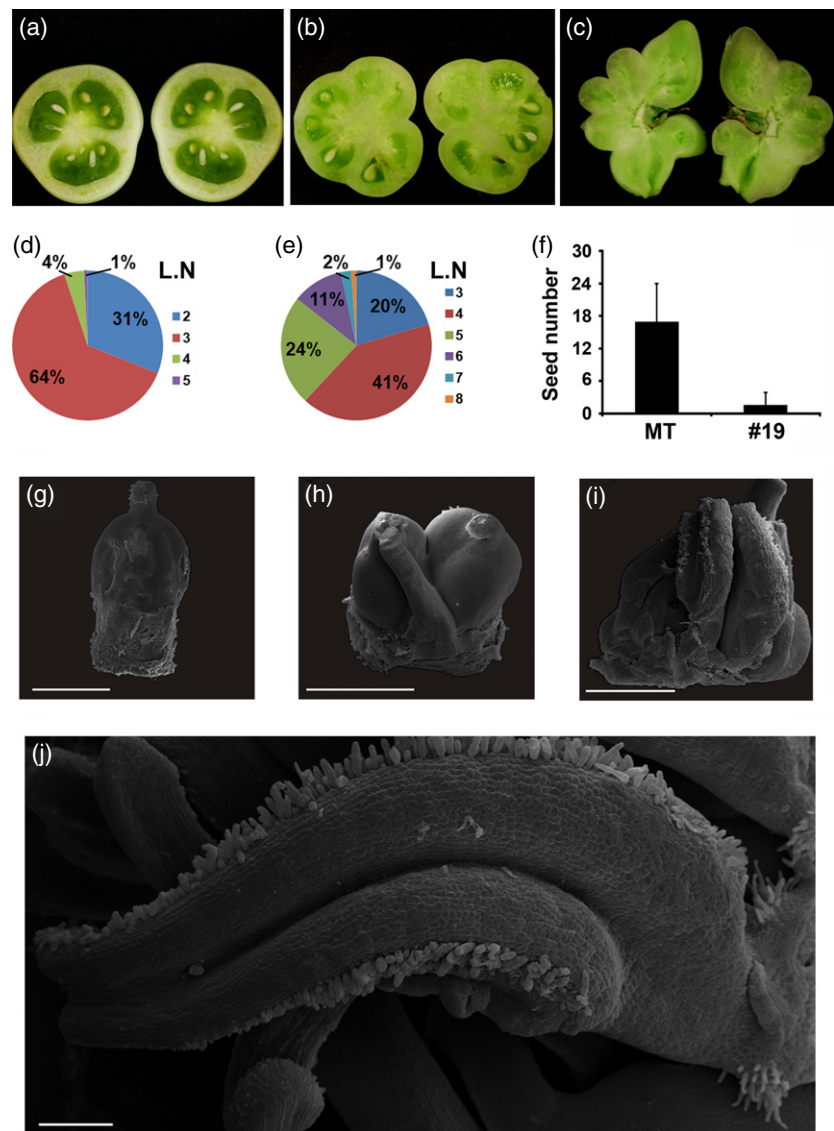 (a)
(b)
(c)
(d)
4%
1%
L.N
31%
64%
2
3
4
5
(e)
2%
1%
L.N
11%
20%
24%
41%
3
4
5
6
7
8
(f)
Seed number
30
24
18
12
6
0
MT
#19
(g)
(h)
(i)
(j)